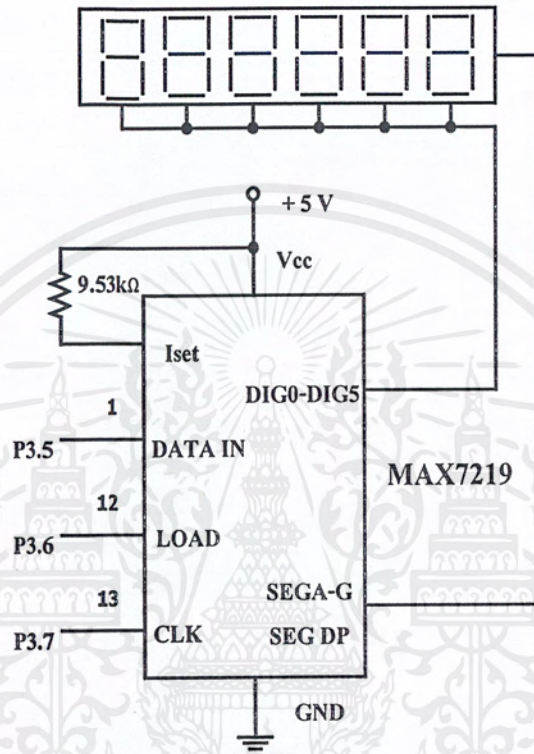 + 5 V
Vcc
9.53kΩ
Iset
DIG0-DIG5
1
P3.5
DATA IN
MAX7219
12
P3.6
LOAD
13
SEGA-G
P3.7
CLK
SEG DP
GND